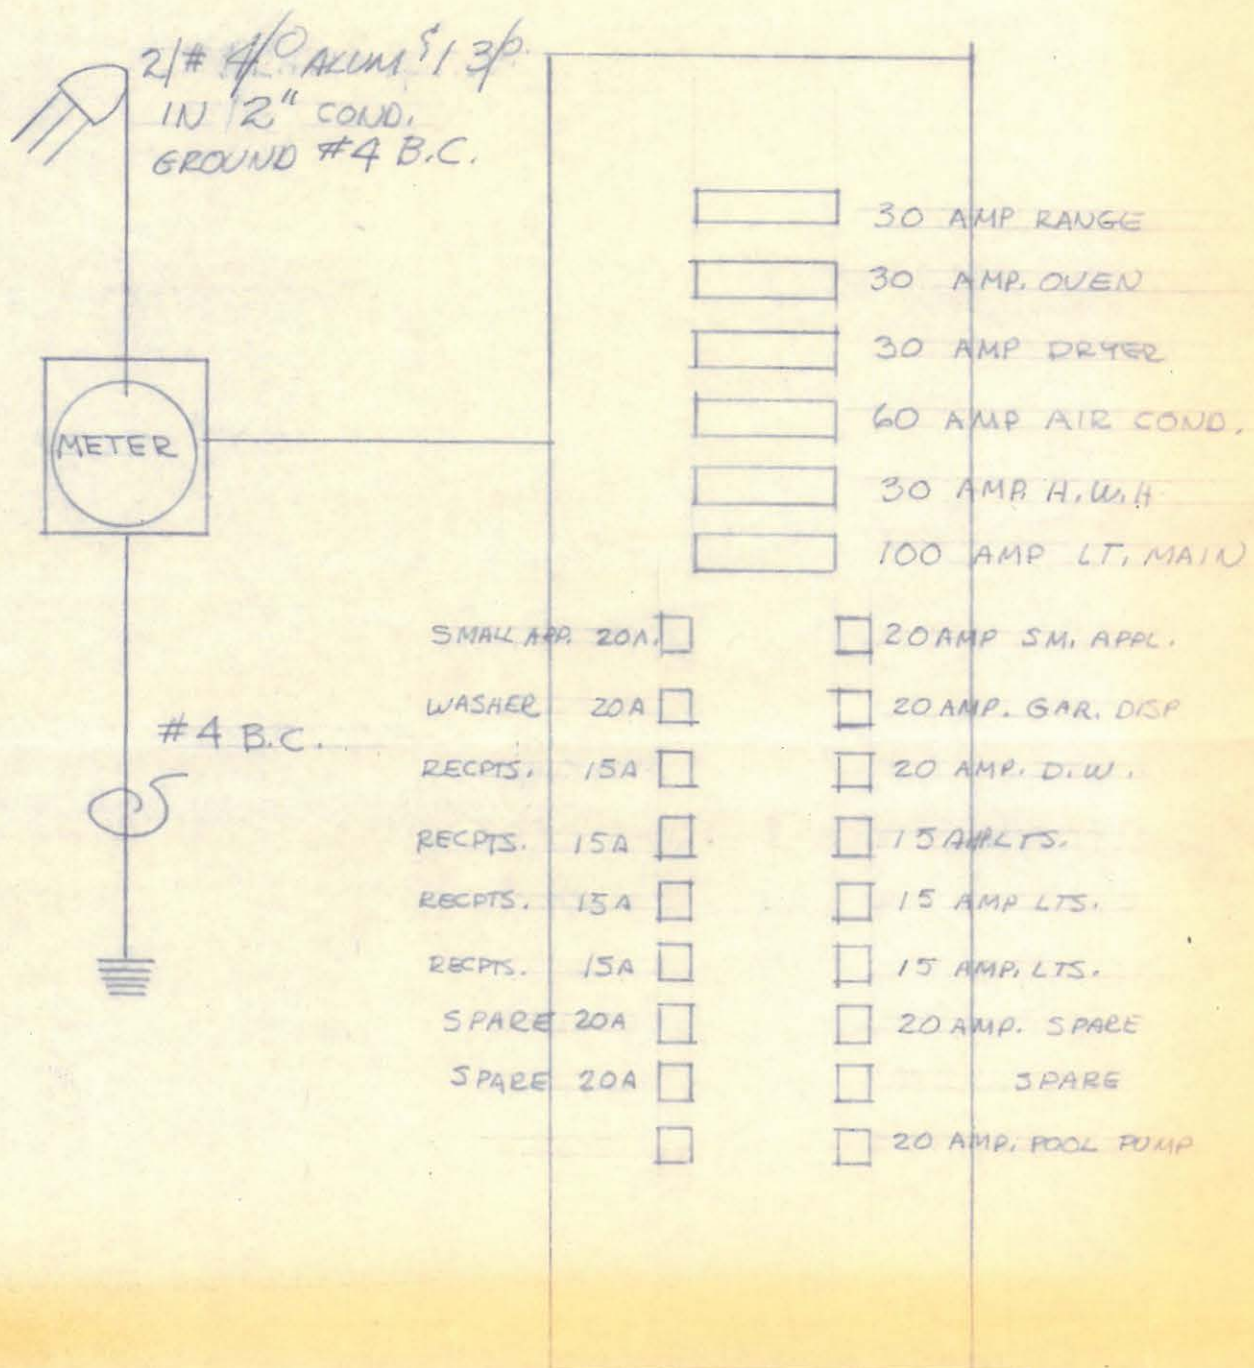 2/# 4/0 ALUM & 1 3/0
IN 2" COND.
GROUND #4 B.C.
METER
#4 B.C.
30 AMP RANGE
30 AMP. OVEN
30 AMP DRYER
60 AMP AIR COND.
30 AMP. H.W.H
100 AMP LT. MAIN
SMALL APP. 20A. 20 AMP SM. APPL.
WASHER 20A 20 AMP. GAR. DISP
RECPTS. 15A 20 AMP. D.W.
RECPTS. 15A 15 AMP. LTS.
RECPTS. 15A 15 AMP LTS.
RECPTS. 15A 15 AMP. LTS.
SPARE 20A 20 AMP. SPARE
SPARE 20A SPARE
20 AMP. POOL PUMP